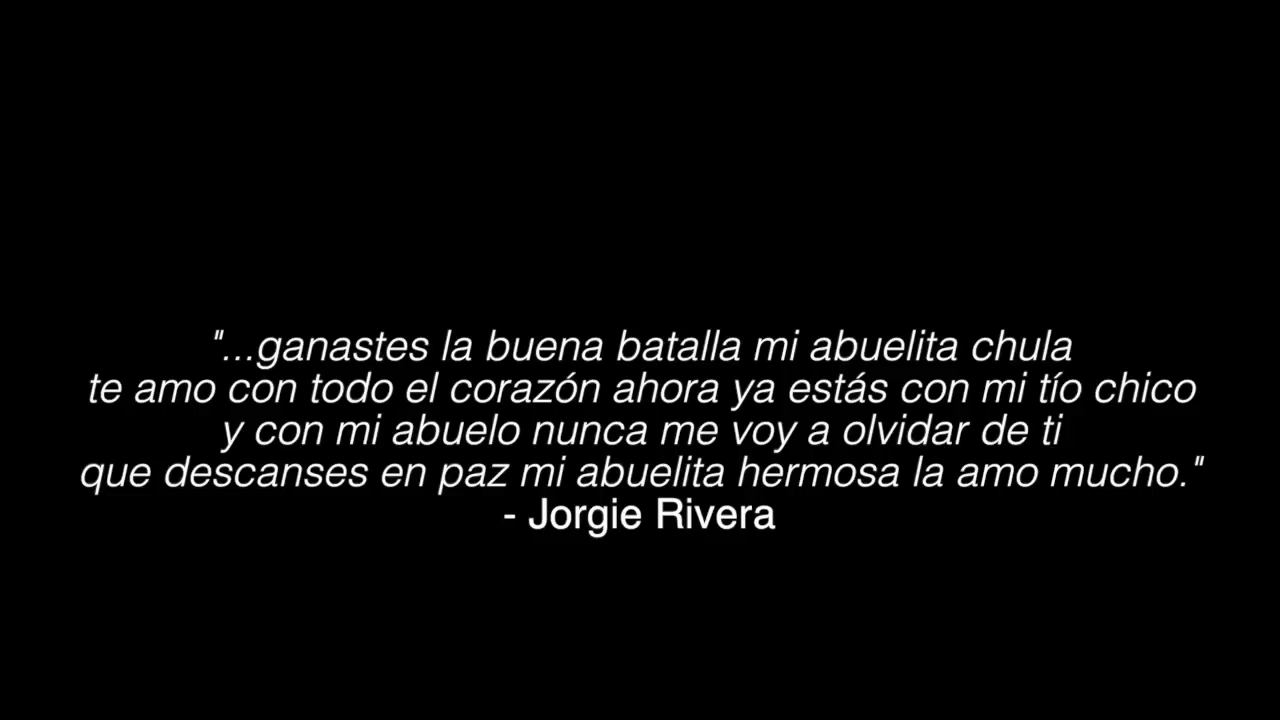 "...ganastes la buena batalla mi abuelita chula
te amo con todo el corazón ahora ya estás con mi tío chico
y con mi abuelo nunca me voy a olvidar de ti
que descanses en paz mi abuelita hermosa la amo mucho."
- Jorgie Rivera